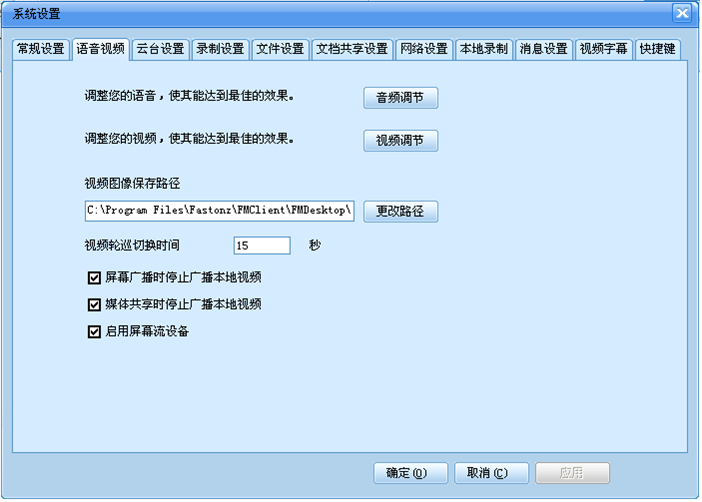 系统设置
常规设置 语音视频 云台设置 录制设置 文件设置 文档共享设置 网络设置 本地录制 消息设置 视频字幕 快捷键
调整您的语音，使其能达到最佳的效果。 音频调节
调整您的视频，使其能达到最佳的效果。 视频调节
视频图像保存路径
C:\Program Files\Fastonz\FMClient\FMDesktop\ 更改路径
视频轮巡切换时间 15 秒
屏幕广播时停止广播本地视频
媒体共享时停止广播本地视频
启用屏幕流设备
确定(O) 取消(C) 应用